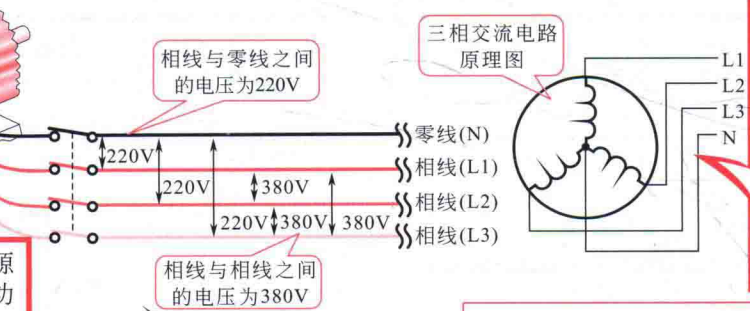 相线与零线之间
的电压为220V
三相交流电路
原理图
L1
L2
L3
N
零线(N)
220V
相线(L1)
220V
380V
相线(L2)
220V
380V
380V
相线(L3)
相线与相线之间
的电压为380V
源
功